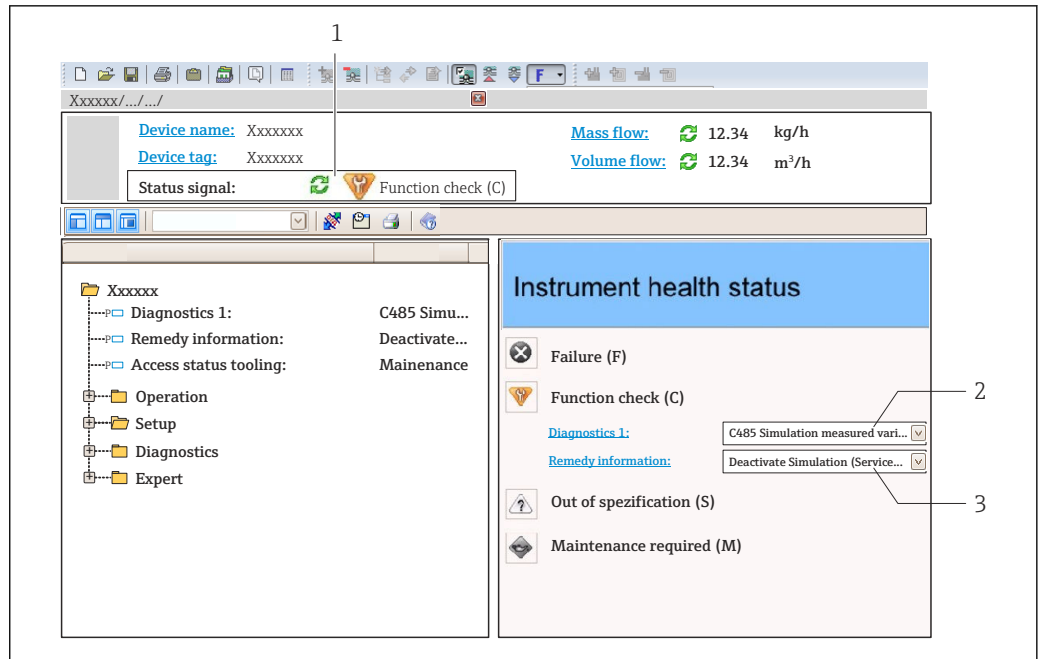 1
F
Xxxxxx/.../.../
Device name: Xxxxxxx Mass flow: 12.34 kg/h
Device tag: Xxxxxxx Volume flow: 12.34 m³/h
Status signal: Function check (C)
Xxxxxx
P Diagnostics 1: C485 Simu...
P Remedy information: Deactivate...
P Access status tooling: Mainenance
Operation
Setup
Diagnostics
Expert
Instrument health status
Failure (F)
Function check (C)
2
Diagnostics 1: C485 Simulation measured vari...
Remedy information: Deactivate Simulation (Service...
Out of spezification (S)
3
Maintenance required (M)